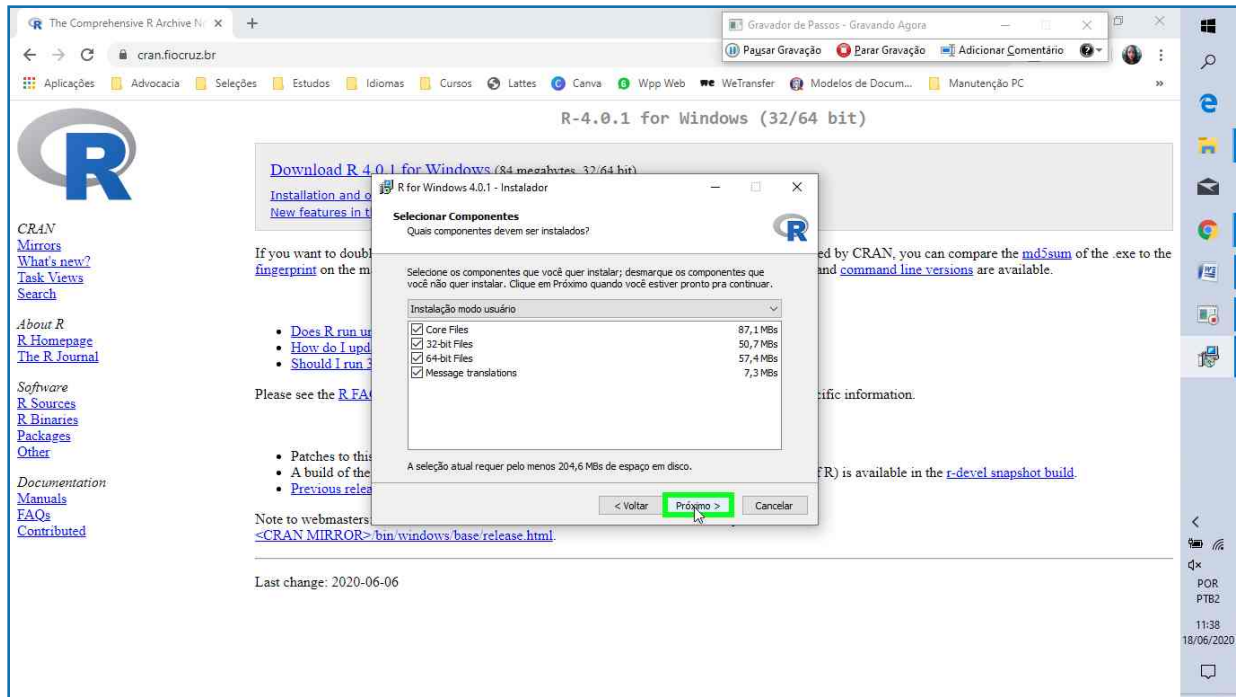 The Comprehensive R Archive N
Gravador de Passos - Gravando Agora
cran.fiocruz.br
Pausar Gravação
Parar Gravação
Adicionar Comentário
Aplicações
Advocacia
Seleções
Estudos
Idiomas
Cursos
Lattes
Canva
Wpp Web
WeTransfer
Modelos de Docum...
Manutenção PC
»
R
R-4.0.1 for Windows (32/64 bit)
Download R 4.0.1 for Windows (84 megabytes, 32/64 bit)
Installation and o
New features in t
CRAN
Mirrors
What's new?
Task Views
Search
About R
R Homepage
The R Journal
Software
R Sources
R Binaries
Packages
Other
Documentation
Manuals
FAQs
Contributed
If you want to doubl
ed by CRAN, you can compare the md5sum of the .exe to the
fingerprint on the m
and command line versions are available.
Does R run un
How do I upd
Should I run 3
Please see the R FA
cific information.
Patches to this
A build of the
f R) is available in the r-devel snapshot build.
Previous relea
Note to webmasters
<CRAN MIRROR>/bin/windows/base/release.html.
Last change: 2020-06-06
R for Windows 4.0.1 - Instalador
Selecionar Componentes
Quais componentes devem ser instalados?
R
Selecione os componentes que você quer instalar; desmarque os componentes que
você não quer instalar. Clique em Próximo quando você estiver pronto pra continuar.
Instalação modo usuário
Core Files 87,1 MBs
32-bit Files 50,7 MBs
64-bit Files 57,4 MBs
Message translations 7,3 MBs
A seleção atual requer pelo menos 204,6 MBs de espaço em disco.
< Voltar
Próximo >
Cancelar
POR
PTB2
11:38
18/06/2020